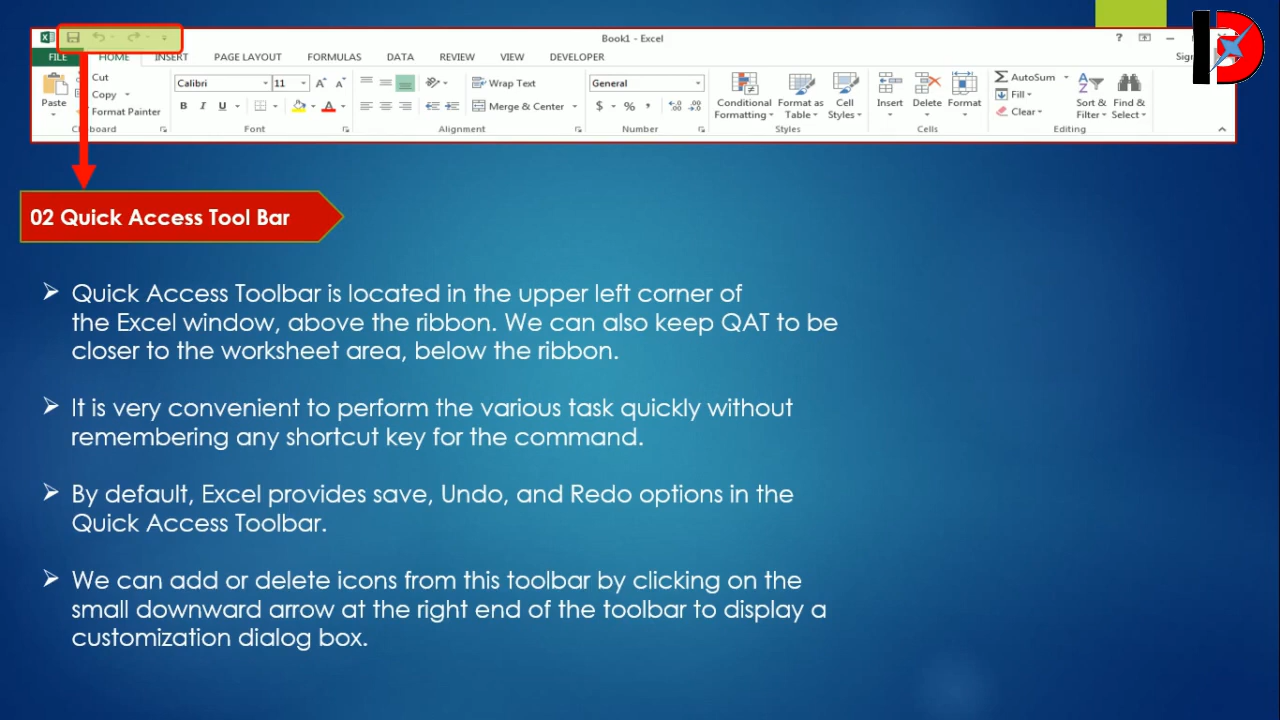 Book1 - Excel
?
FILE HOME INSERT PAGE LAYOUT FORMULAS DATA REVIEW VIEW DEVELOPER
Cut
Calibri 11 A A Wrap Text General AutoSum
Copy Fill
Paste Format Painter B I U A Merge & Center $ % , Conditional Format as Cell Insert Delete Format Clear Sort & Find &
Formatting Table Styles Filter Select
Font Alignment Number Styles Cells Editing
02 Quick Access Tool Bar
➢ Quick Access Toolbar is located in the upper left corner of
the Excel window, above the ribbon. We can also keep QAT to be
closer to the worksheet area, below the ribbon.
➢ It is very convenient to perform the various task quickly without
remembering any shortcut key for the command.
➢ By default, Excel provides save, Undo, and Redo options in the
Quick Access Toolbar.
➢ We can add or delete icons from this toolbar by clicking on the
small downward arrow at the right end of the toolbar to display a
customization dialog box.